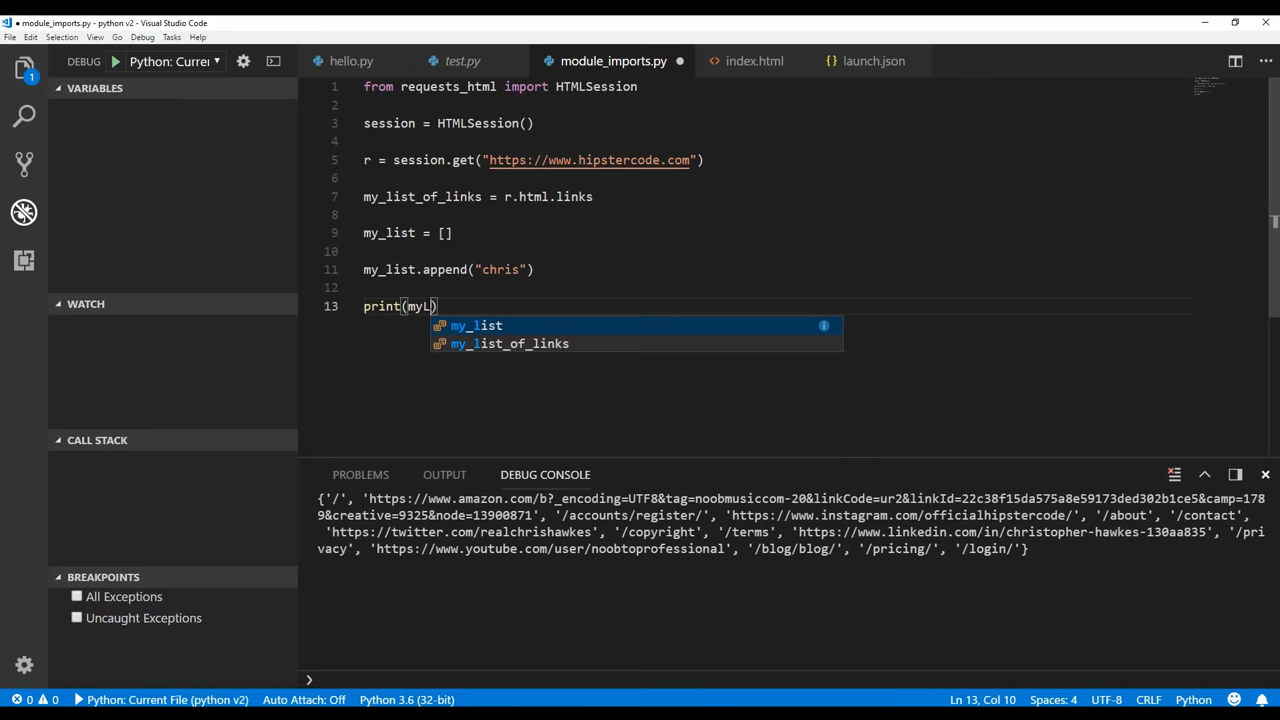 module_imports.py - python v2 - Visual Studio Code
File Edit Selection View Go Debug Tasks Help
DEBUG Python: Currer
hello.py test.py module_imports.py index.html {} launch.json
1
VARIABLES
WATCH
CALL STACK
BREAKPOINTS
All Exceptions
Uncaught Exceptions
1 from requests_html import HTMLSession
2
3 session = HTMLSession()
4
5 r = session.get("https://www.hipstercode.com")
6
7 my_list_of_links = r.html.links
8
9 my_list = []
10
11 my_list.append("chris")
12
13 print(myL)
my_list
my_list_of_links
PROBLEMS OUTPUT DEBUG CONSOLE
{'/', 'https://www.amazon.com/b?_encoding=UTF8&tag=noobmusiccom-20&linkCode=ur2&linkId=22c38f15da575a8e59173ded302b1ce5&camp=178
9&creative=9325&node=13900871', '/accounts/register/', 'https://www.instagram.com/officialhipstercode/', '/about', '/contact',
'https://twitter.com/realchrishawkes', '/copyright', '/terms', 'https://www.linkedin.com/in/christopher-hawkes-130aa835', '/pri
vacy', 'https://www.youtube.com/user/noobtoprofessional', '/blog/blog/', '/pricing/', '/login/'}
0 0 Python: Current File (python v2) Auto Attach: Off Python 3.6 (32-bit) Ln 13, Col 10 Spaces: 4 UTF-8 CRLF Python